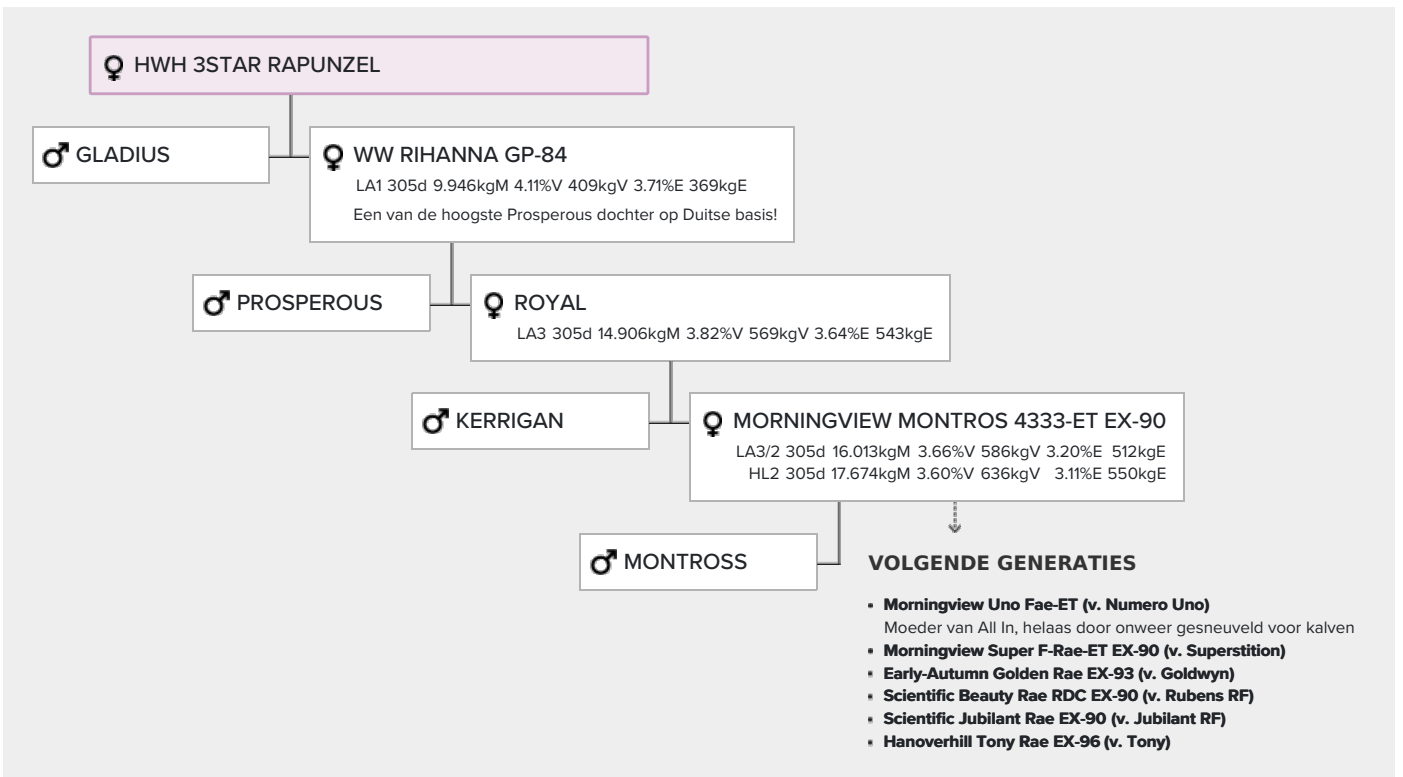 HWH 3STAR RAPUNZEL
GLADIUS
WW RIHANNA GP-84
LA1 305d 9.946kgM 4.11%V 409kgV 3.71%E 369kgE
Een van de hoogste Prosperous dochter op Duitse basis!
PROSPEROUS
ROYAL
LA3 305d 14.906kgM 3.82%V 569kgV 3.64%E 543kgE
KERRIGAN
MORNINGVIEW MONTROS 4333-ET EX-90
LA3/2 305d 16.013kgM 3.66%V 586kgV 3.20%E 512kgE
HL2 305d 17.674kgM 3.60%V 636kgV 3.11%E 550kgE
MONTROSS
VOLGENDE GENERATIES
Morningview Uno Fae-ET (v. Numero Uno)
Moeder van All In, helaas door onweer gesneuveld voor kalven
Morningview Super F-Rae-ET EX-90 (v. Superstition)
Early-Autumn Golden Rae EX-93 (v. Goldwyn)
Scientific Beauty Rae RDC EX-90 (v. Rubens RF)
Scientific Jubilant Rae EX-90 (v. Jubilant RF)
Hanoverhill Tony Rae EX-96 (v. Tony)